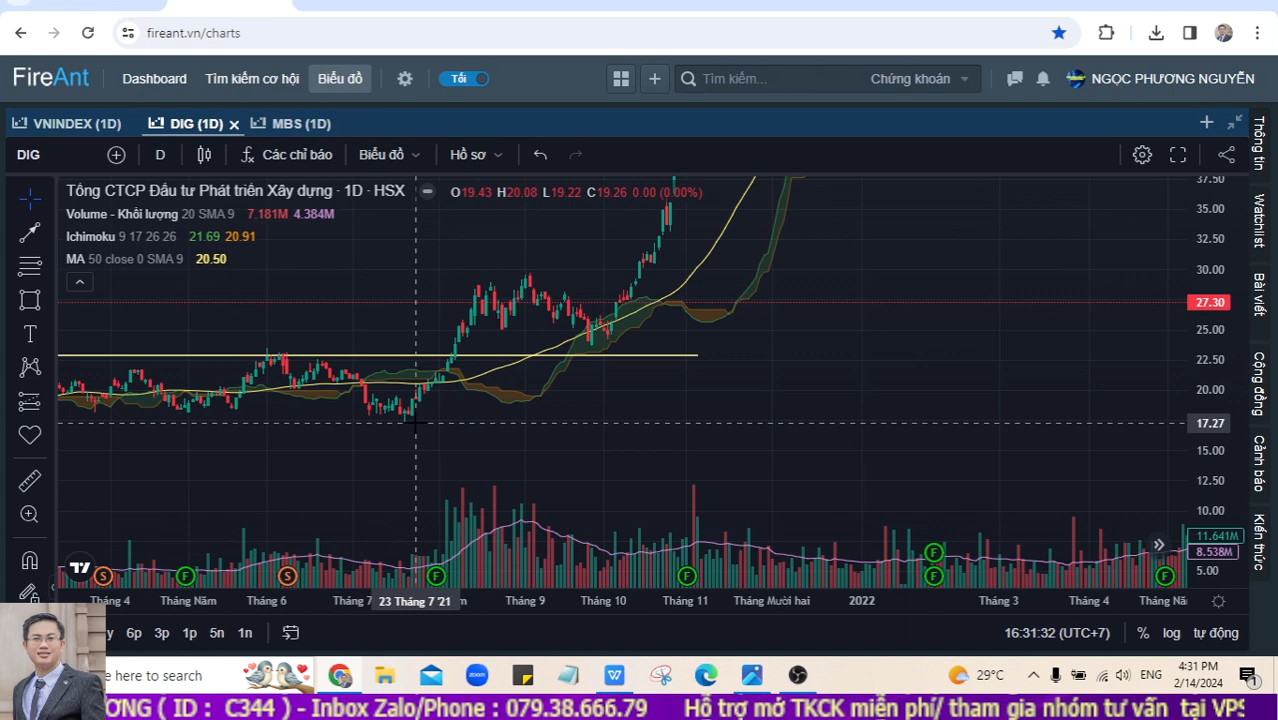 fireant.vn/charts
FireAnt Dashboard Tìm kiếm cơ hội Biểu đồ Tối Tìm kiếm... Chứng khoán NGỌC PHƯƠNG NGUYỄN
VNINDEX (1D) DIG (1D) MBS (1D)
DIG D Các chỉ báo Biểu đồ Hồ sơ
Tổng CTCP Đầu tư Phát triển Xây dựng · 1D · HSX O19.43 H20.08 L19.22 C19.26 0.00 (0.00%)
Volume - Khối lượng 20 SMA 9 7.181M 4.384M
Ichimoku 9 17 26 26 21.69 20.91
MA 50 close 0 SMA 9 20.50
37.50
35.00
32.50
30.00
27.30
25.00
22.50
20.00
17.27
15.00
12.50
10.00
11.641M
8.538M
5.00
Thông tin
Watchlist
Bài viết
Cộng đồng
Cảnh báo
Kiến thức
S F S F F F F F
Tháng 4 Tháng Năm Tháng 6 Tháng 7 23 Tháng 7 '21 Tháng 9 Tháng 10 Tháng 11 Tháng Mười hai 2022 Tháng 3 Tháng 4
6p 3p 1p 5n 1n 16:31:32 (UTC+7) % log tự động
here to search 29°C ENG 4:31 PM
2/14/2024
ƯƠNG ( ID : C344 ) - Inbox Zalo/Phone : 079.38.666.79 Hỗ trợ mở TKCK miễn phí/ tham gia nhóm tư vấn tại VPS